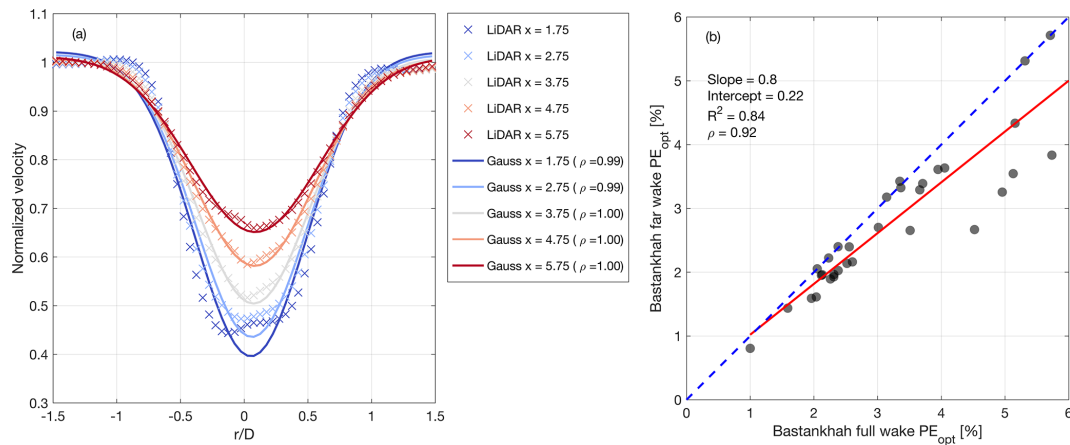 (a)
1.1
1
0.9
0.8
0.7
0.6
0.5
0.4
0.3
Normalized velocity
-1.5
-1
-0.5
0
0.5
1
1.5
r/D
LiDAR x = 1.75
LiDAR x = 2.75
LiDAR x = 3.75
LiDAR x = 4.75
LiDAR x = 5.75
Gauss x = 1.75 ( ρ =0.99)
Gauss x = 2.75 ( ρ =0.99)
Gauss x = 3.75 ( ρ =1.00)
Gauss x = 4.75 ( ρ =1.00)
Gauss x = 5.75 ( ρ =1.00)
(b)
Slope = 0.8
Intercept = 0.22
R² = 0.84
ρ = 0.92
6
5
4
3
2
1
0
Bastankhah far wake PE_opt [%]
0
2
3
4
5
6
Bastankhah full wake PE_opt [%]